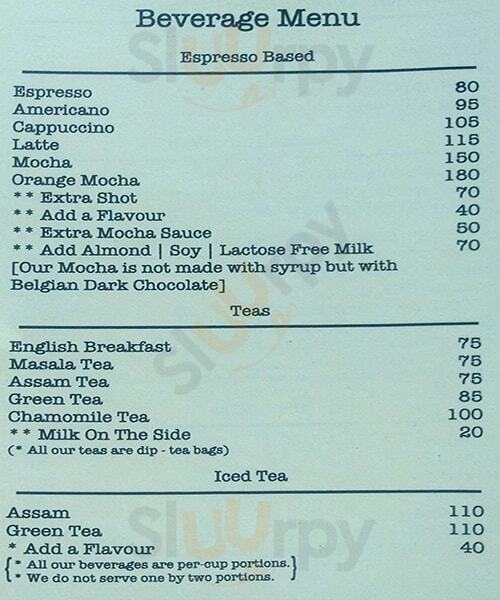 Beverage Menu
Espresso Based
Espresso 80
Americano 95
Cappuccino 105
Latte 115
Mocha 150
Orange Mocha 180
** Extra Shot 70
** Add a Flavour 40
** Extra Mocha Sauce 50
** Add Almond | Soy | Lactose Free Milk 70
[Our Mocha is not made with syrup but with
Belgian Dark Chocolate]
Teas
English Breakfast 75
Masala Tea 75
Assam Tea 75
Green Tea 85
Chamomile Tea 100
** Milk On The Side 20
(* All our teas are dip - tea bags)
Iced Tea
Assam 110
Green Tea 110
* Add a Flavour 40
{* All our beverages are per-cup portions.}
* We do not serve one by two portions.
Sluurpy
Sluurpy
Sluurpy